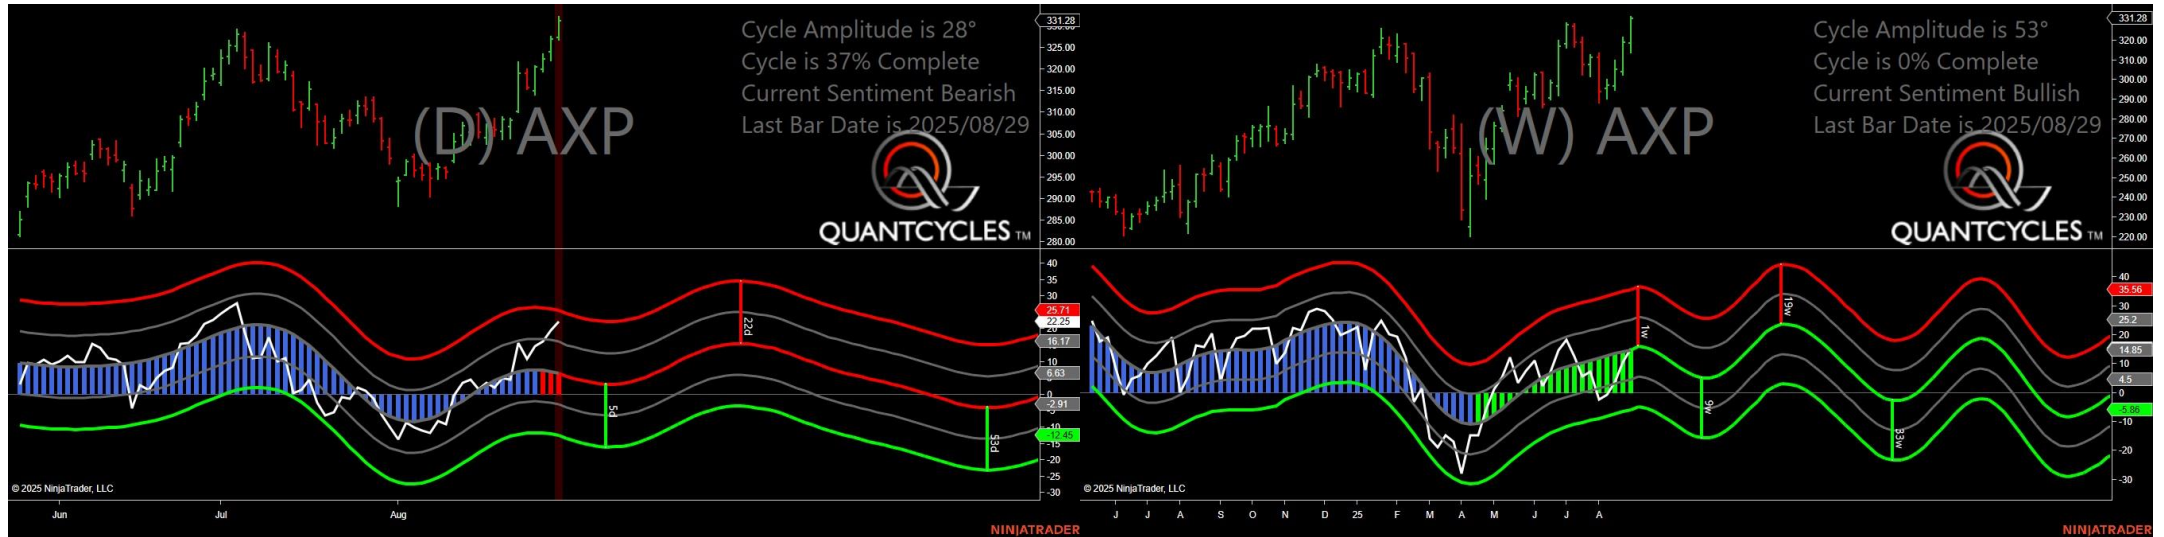 Cycle Amplitude is 28°
Cycle is 37% Complete
Current Sentiment Bearish
Last Bar Date is 2025/08/29
(D) AXP
QUANTCYCLES TM
331.28
325.00
320.00
315.00
310.00
305.00
300.00
295.00
290.00
285.00
280.00
40
35
30
25.71
22.25
20
16.17
10
6.63
-2.91
-5
-12.45
-15
-20
-25
-30
5d
22d
53d
© 2025 NinjaTrader, LLC
Jun
Jul
Aug
NINJATRADER
Cycle Amplitude is 53°
Cycle is 0% Complete
Current Sentiment Bullish
Last Bar Date is 2025/08/29
(W) AXP
QUANTCYCLES TM
331.28
320.00
310.00
300.00
290.00
280.00
270.00
260.00
250.00
240.00
230.00
220.00
40
35.56
30
25.2
20
14.85
4.5
0
-5.86
-10
-20
-30
1w
9w
19w
33w
© 2025 NinjaTrader, LLC
J J A S O N D 25 F M A M J J A
NINJATRADER